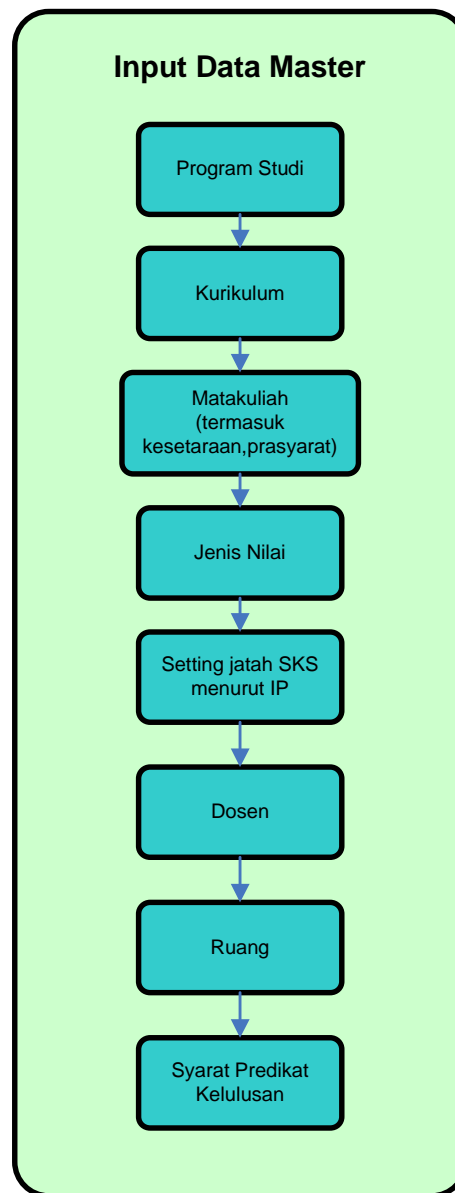 Input Data Master
Program Studi
Kurikulum
Matakuliah
(termasuk
kesetaraan,prasyarat)
Jenis Nilai
Setting jatah SKS
menurut IP
Dosen
Ruang
Syarat Predikat
Kelulusan